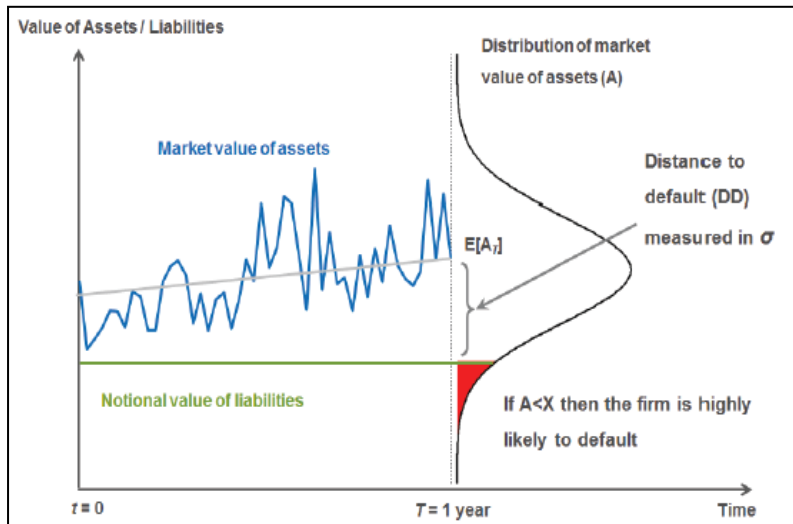 Value of Assets / Liabilities
Distribution of market
value of assets (A)
Market value of assets
Distance to
default (DD)
measured in σ
E[A_T]
Notional value of liabilities
If A<X then the firm is highly
likely to default
t = 0
T = 1 year
Time